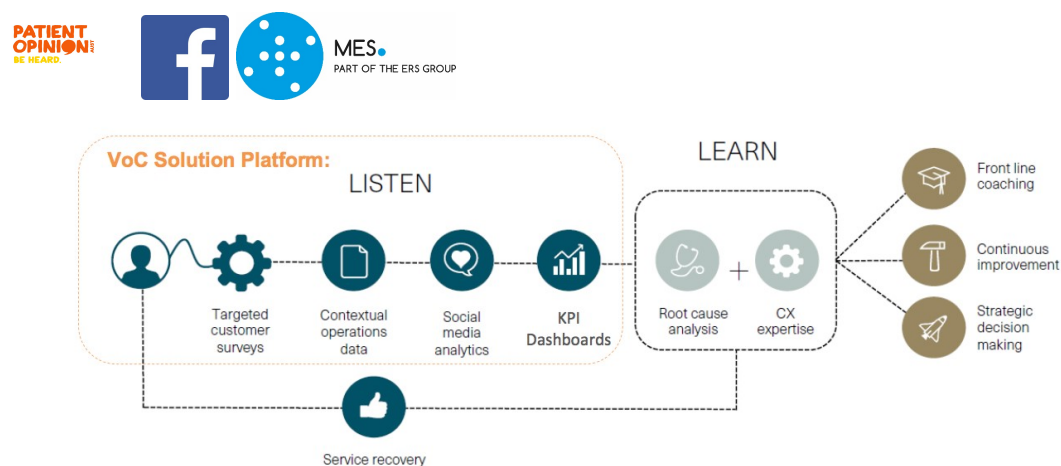 PATIENT
OPINION AUST
BE HEARD.
MES.
PART OF THE ERS GROUP
VoC Solution Platform:
LISTEN
LEARN
Targeted
customer
surveys
Contextual
operations
data
Social
media
analytics
KPI
Dashboards
Root cause
analysis
+
CX
expertise
Front line
coaching
Continuous
improvement
Strategic
decision
making
Service recovery